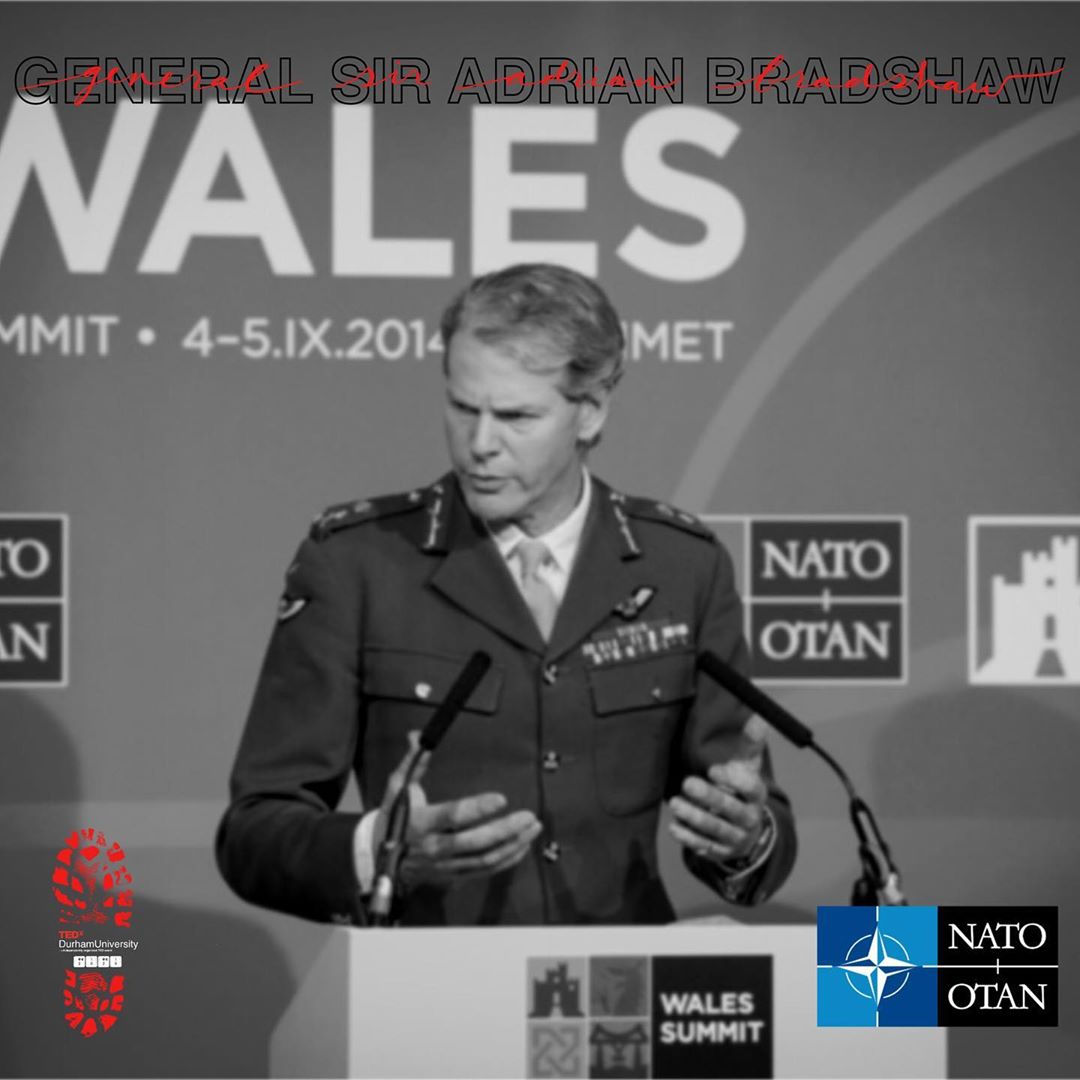 GENERAL SIR ADRIAN BRADSHAW
general sir adrian bradshaw
WALES
MMIT • 4-5.IX.2014 MET
TO
AN
NATO
OTAN
TEDx
DurhamUniversity
NATO
OTAN
WALES
SUMMIT